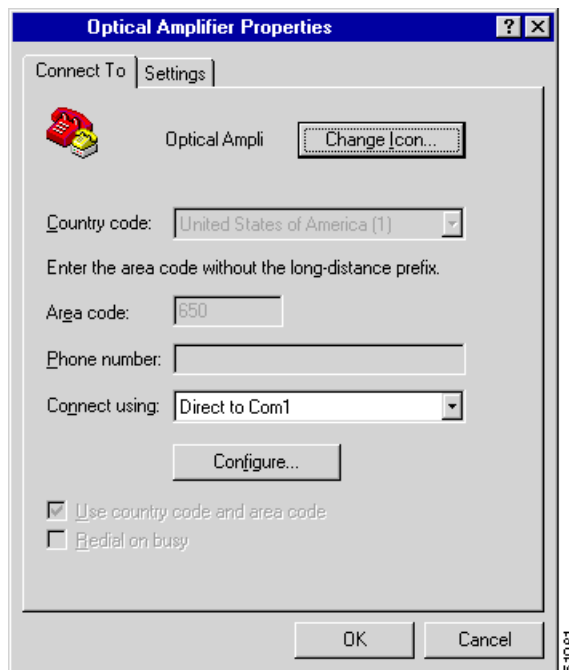 Optical Amplifier Properties
Connect To Settings
Optical Ampli Change Icon...
Country code: United States of America (1)
Enter the area code without the long-distance prefix.
Area code: 650
Phone number:
Connect using: Direct to Com1
Configure...
Use country code and area code
Redial on busy
OK Cancel